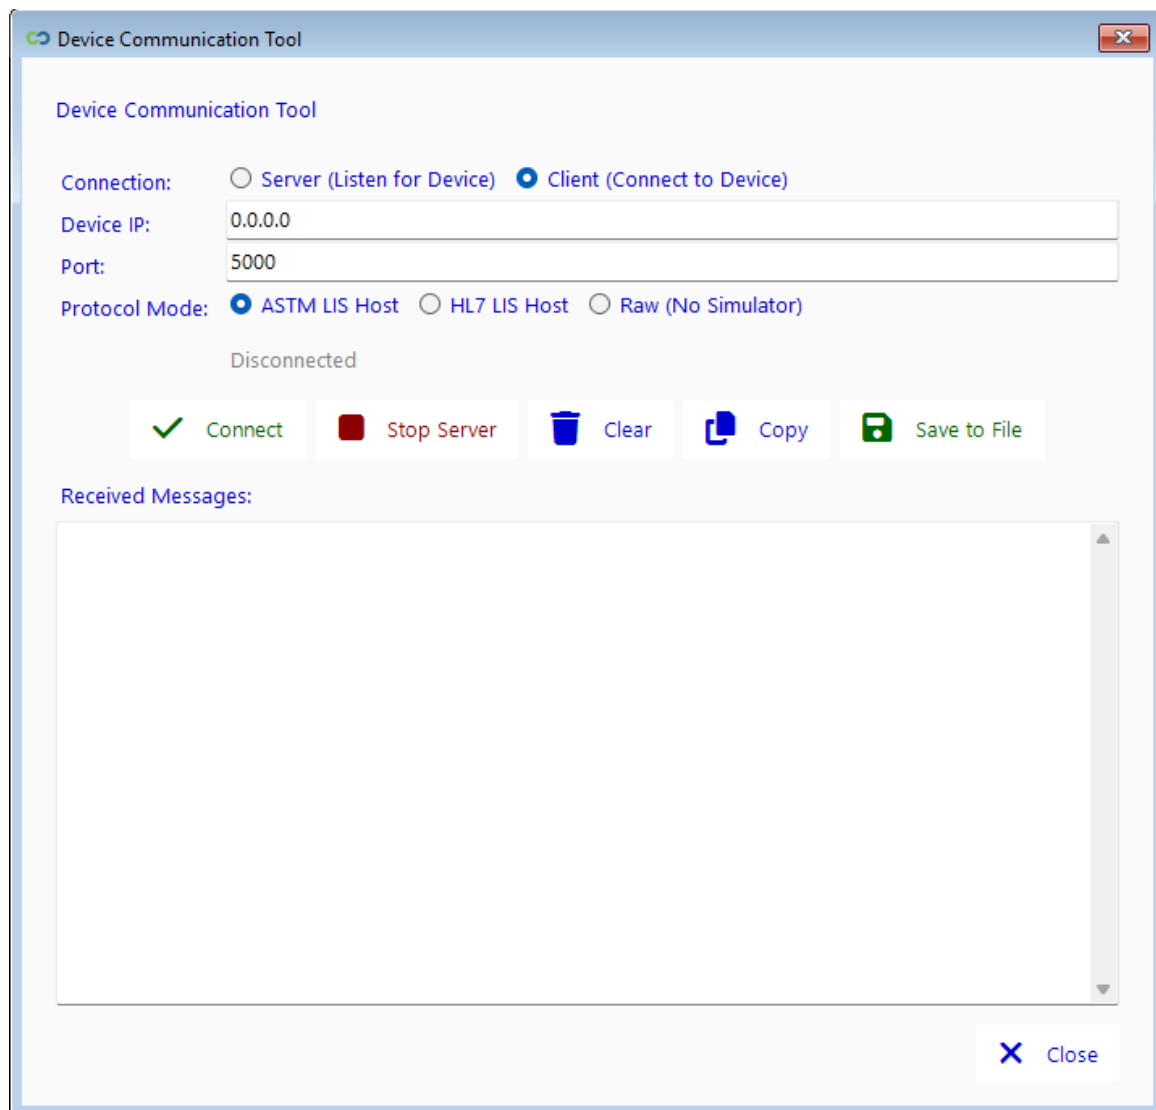 Device Communication Tool
Device Communication Tool
Connection: Server (Listen for Device) Client (Connect to Device)
Device IP: 0.0.0.0
Port: 5000
Protocol Mode: ASTM LIS Host HL7 LIS Host Raw (No Simulator)
Disconnected
Connect Stop Server Clear Copy Save to File
Received Messages:
Close